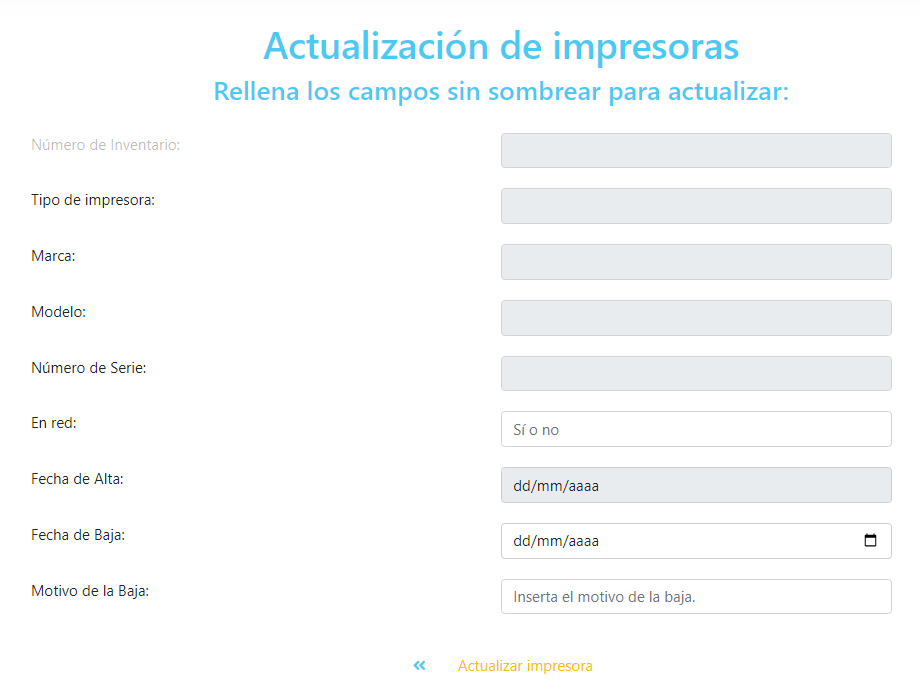 Actualización de impresoras
Rellena los campos sin sombrear para actualizar:
Número de Inventario:
Tipo de impresora:
Marca:
Modelo:
Número de Serie:
En red: Sí o no
Fecha de Alta: dd/mm/aaaa
Fecha de Baja: dd/mm/aaaa
Motivo de la Baja: Inserta el motivo de la baja.
« Actualizar impresora